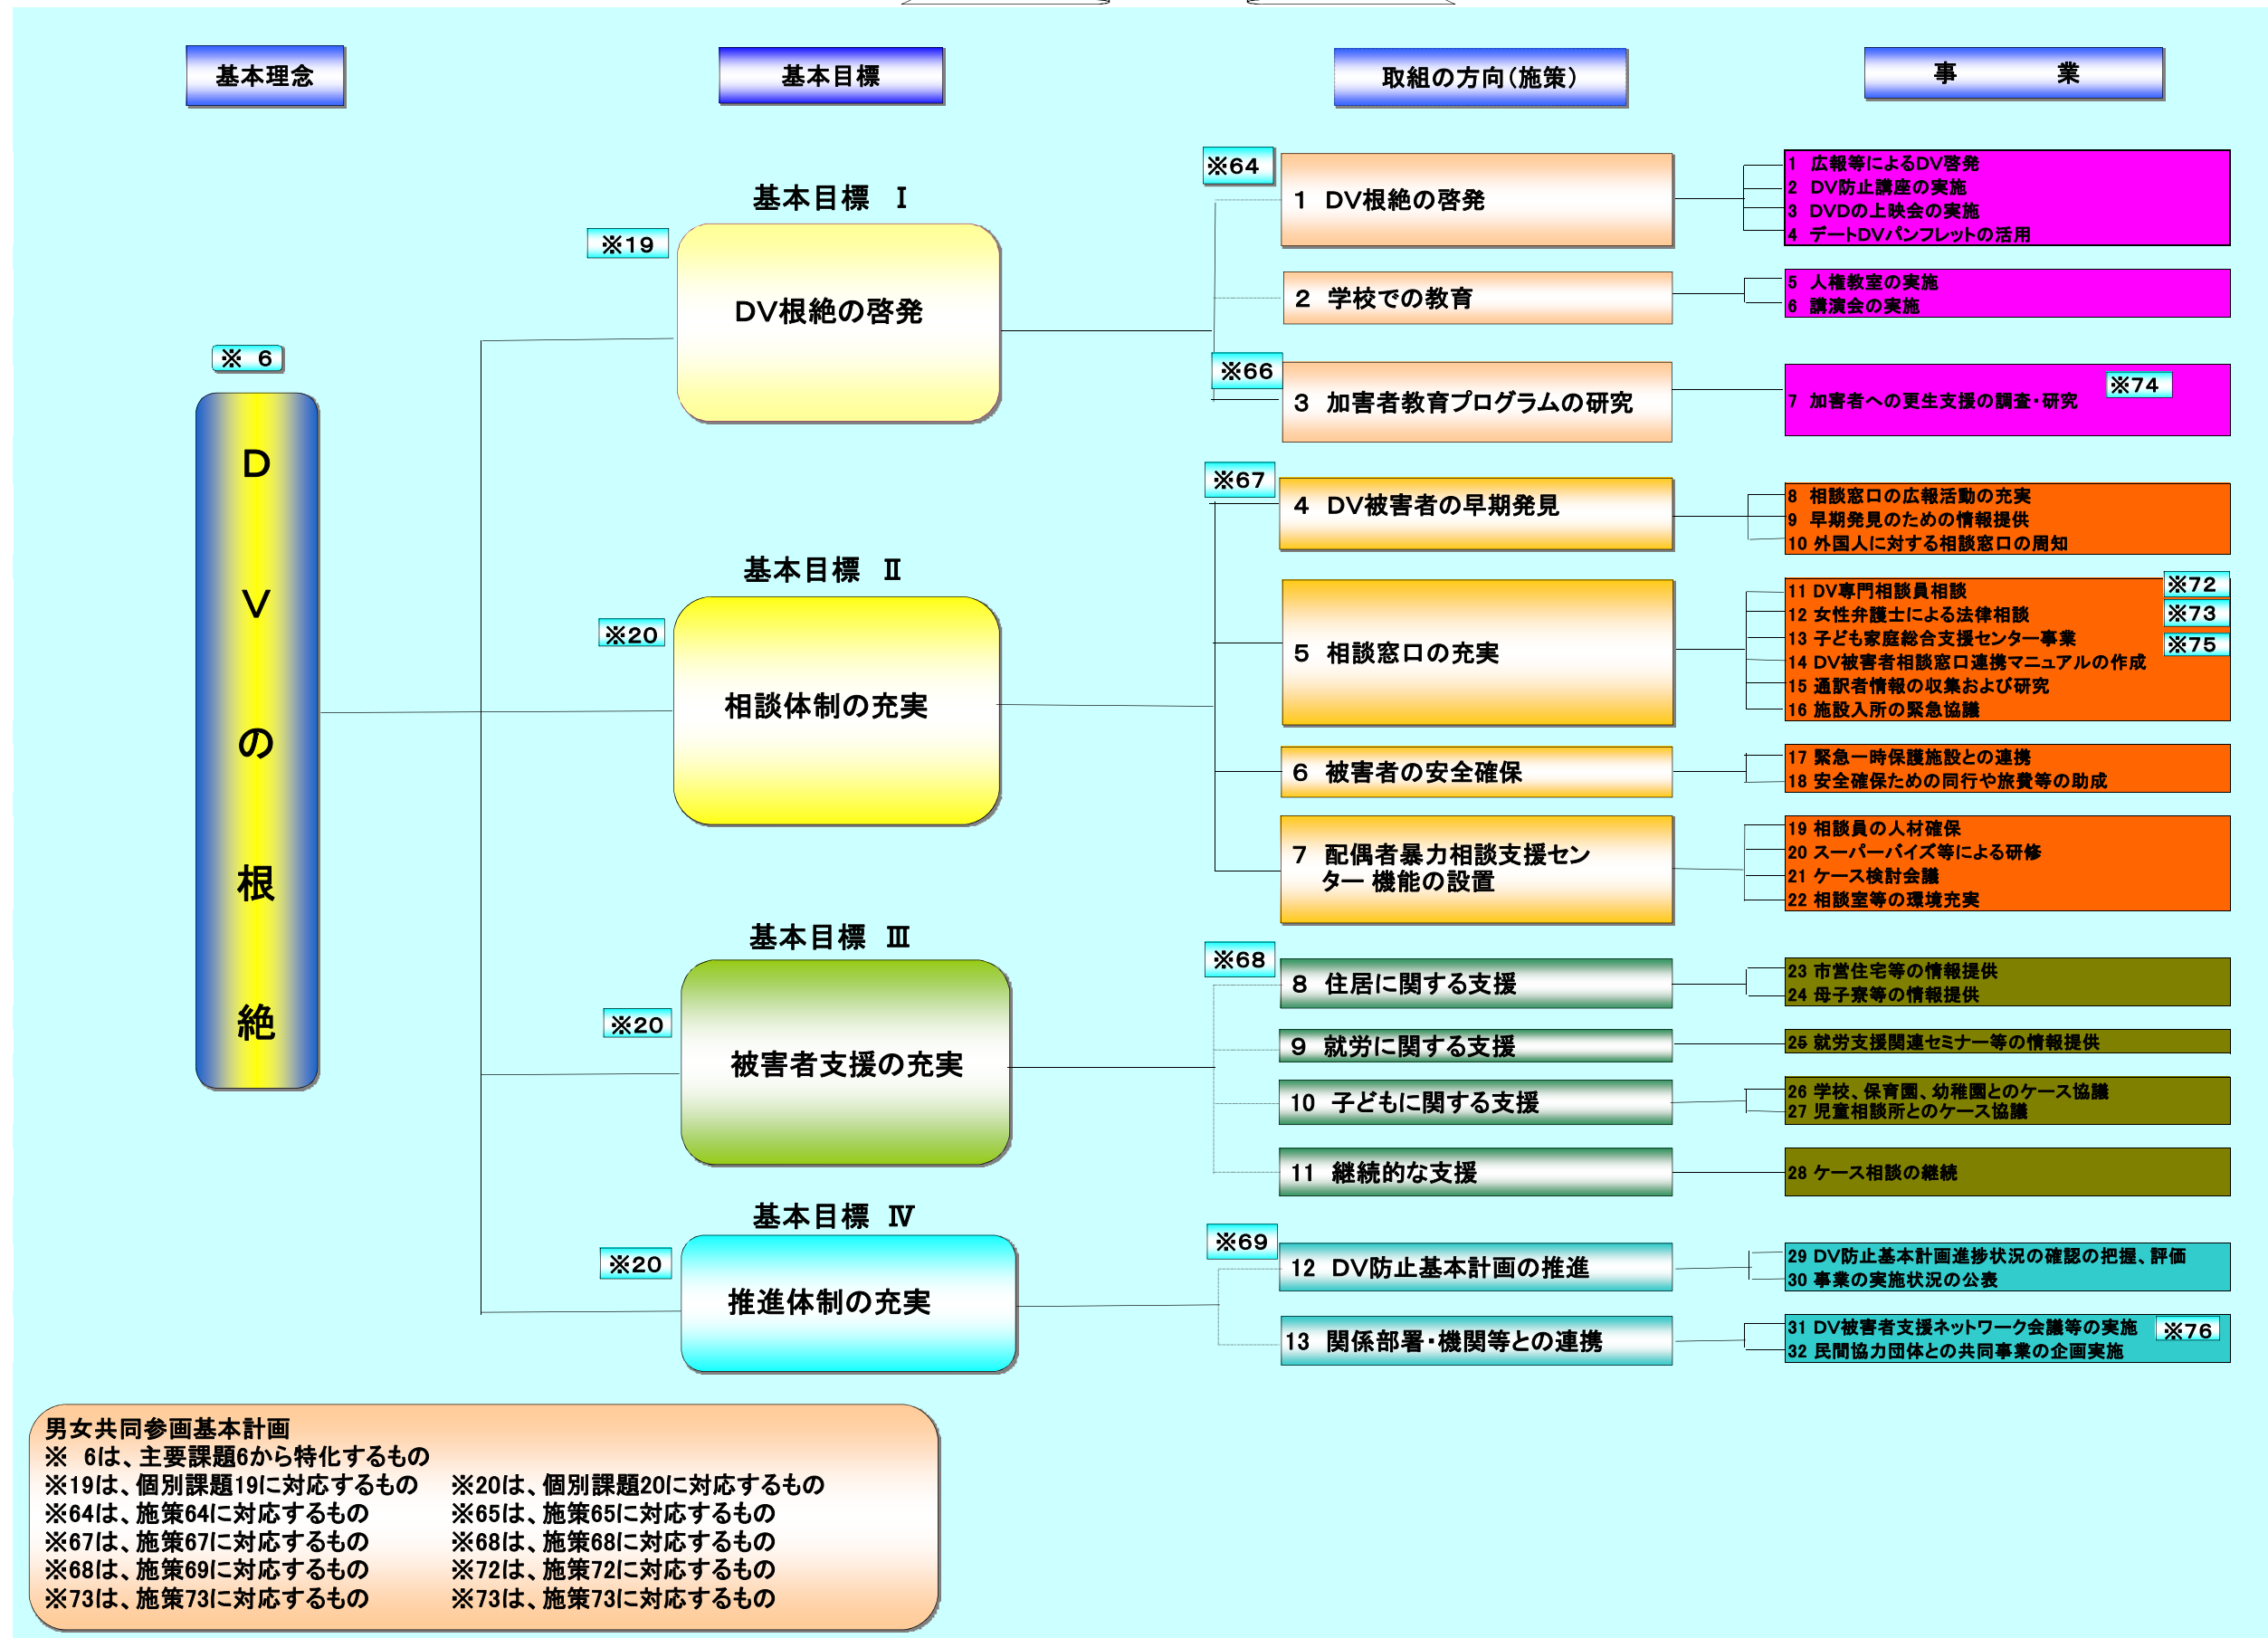 基本理念
基本目標
取組の方向(施策)
事　業
※ 6
DVの根絶
基本目標 Ⅰ
※19
DV根絶の啓発
※64
1 DV根絶の啓発
1 広報等によるDV啓発
2 DV防止講座の実施
3 DVDの上映会の実施
4 デートDVパンフレットの活用
2 学校での教育
5 人権教室の実施
6 講演会の実施
※66
3 加害者教育プログラムの研究
7 加害者への更生支援の調査・研究
※74
基本目標 Ⅱ
※20
相談体制の充実
※67
4 DV被害者の早期発見
8 相談窓口の広報活動の充実
9 早期発見のための情報提供
10 外国人に対する相談窓口の周知
5 相談窓口の充実
11 DV専門相談員相談
※72
12 女性弁護士による法律相談
※73
13 子ども家庭総合支援センター事業
※75
14 DV被害者相談窓口連携マニュアルの作成
15 通訳者情報の収集および研究
16 施設入所の緊急協議
6 被害者の安全確保
17 緊急一時保護施設との連携
18 安全確保ための同行や旅費等の助成
7 配偶者暴力相談支援セン
ター 機能の設置
19 相談員の人材確保
20 スーパーバイズ等による研修
21 ケース検討会議
22 相談室等の環境充実
基本目標 Ⅲ
※20
被害者支援の充実
※68
8 住居に関する支援
23 市営住宅等の情報提供
24 母子寮等の情報提供
9 就労に関する支援
25 就労支援関連セミナー等の情報提供
10 子どもに関する支援
26 学校、保育園、幼稚園とのケース協議
27 児童相談所とのケース協議
11 継続的な支援
28 ケース相談の継続
基本目標 Ⅳ
※20
推進体制の充実
※69
12 DV防止基本計画の推進
29 DV防止基本計画進捗状況の確認の把握、評価
30 事業の実施状況の公表
13 関係部署・機関等との連携
31 DV被害者支援ネットワーク会議等の実施
※76
32 民間協力団体との共同事業の企画実施
男女共同参画基本計画
※ 6は、主要課題6から特化するもの
※19は、個別課題19に対応するもの　※20は、個別課題20に対応するもの
※64は、施策64に対応するもの　※65は、施策65に対応するもの
※67は、施策67に対応するもの　※68は、施策68に対応するもの
※68は、施策69に対応するもの　※72は、施策72に対応するもの
※73は、施策73に対応するもの　※73は、施策73に対応するもの